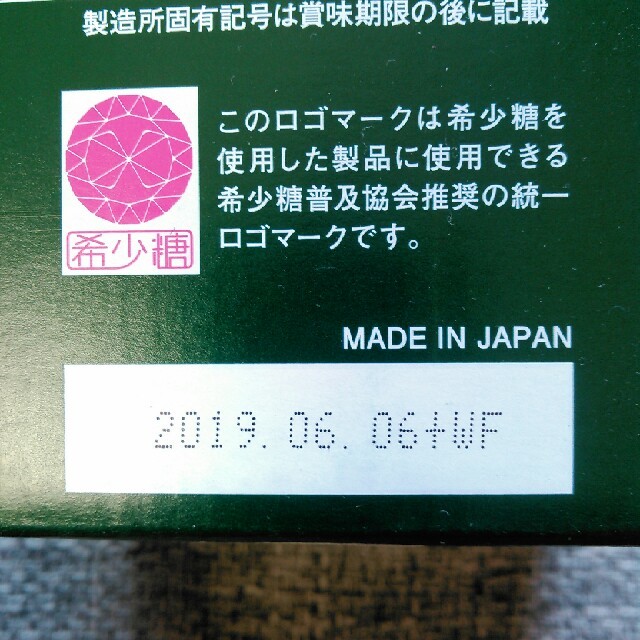 製造所固有記号は賞味期限の後に記載
このロゴマークは希少糖を
使用した製品に使用できる
希少糖普及協会推奨の統一
ロゴマークです。
希少糖
MADE IN JAPAN
2019.06.06+WF